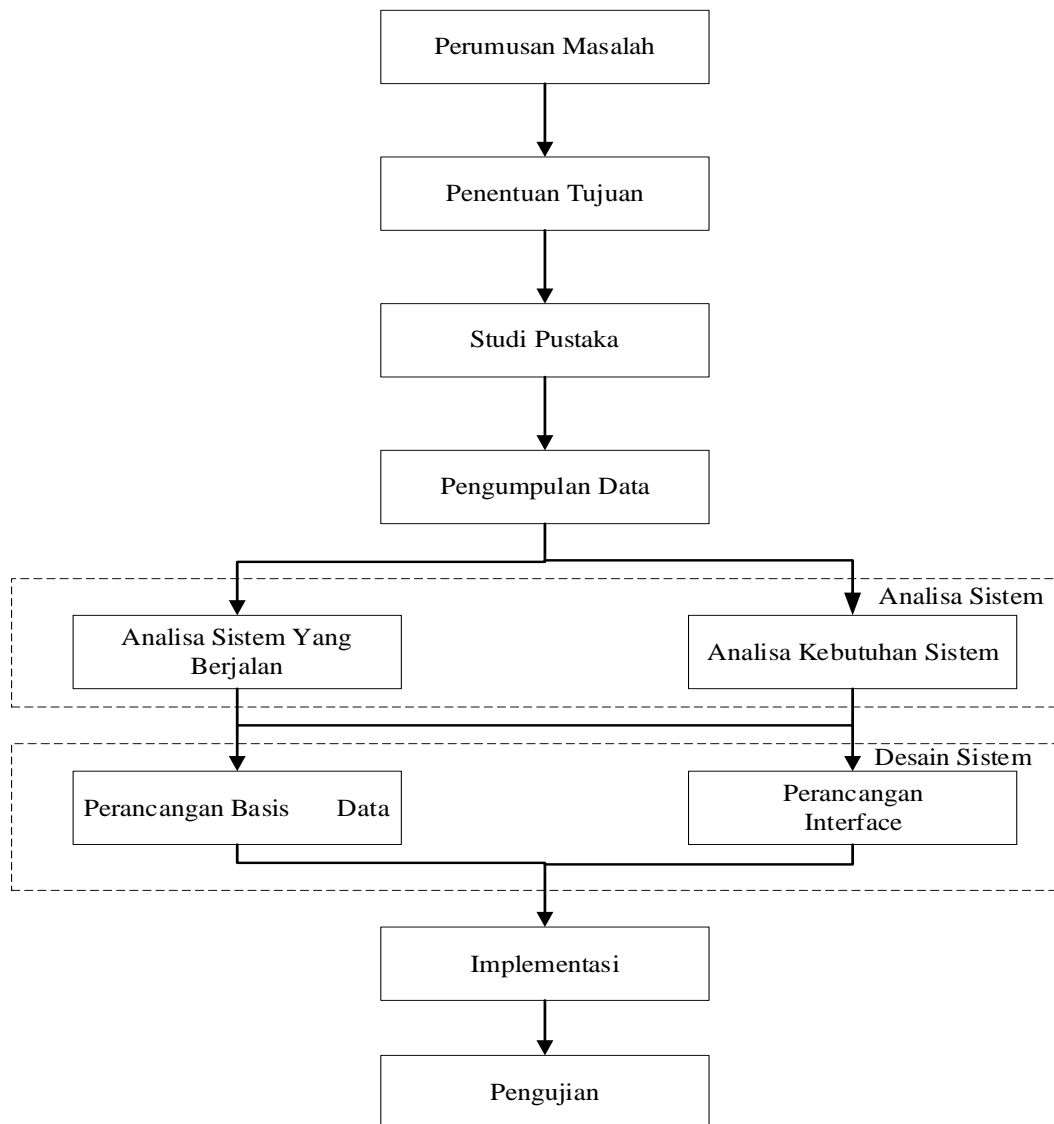 Perumusan Masalah
Penentuan Tujuan
Studi Pustaka
Pengumpulan Data
Analisa Sistem
Analisa Sistem Yang
Berjalan
Analisa Kebutuhan Sistem
Desain Sistem
Perancangan Basis Data
Perancangan
Interface
Implementasi
Pengujian